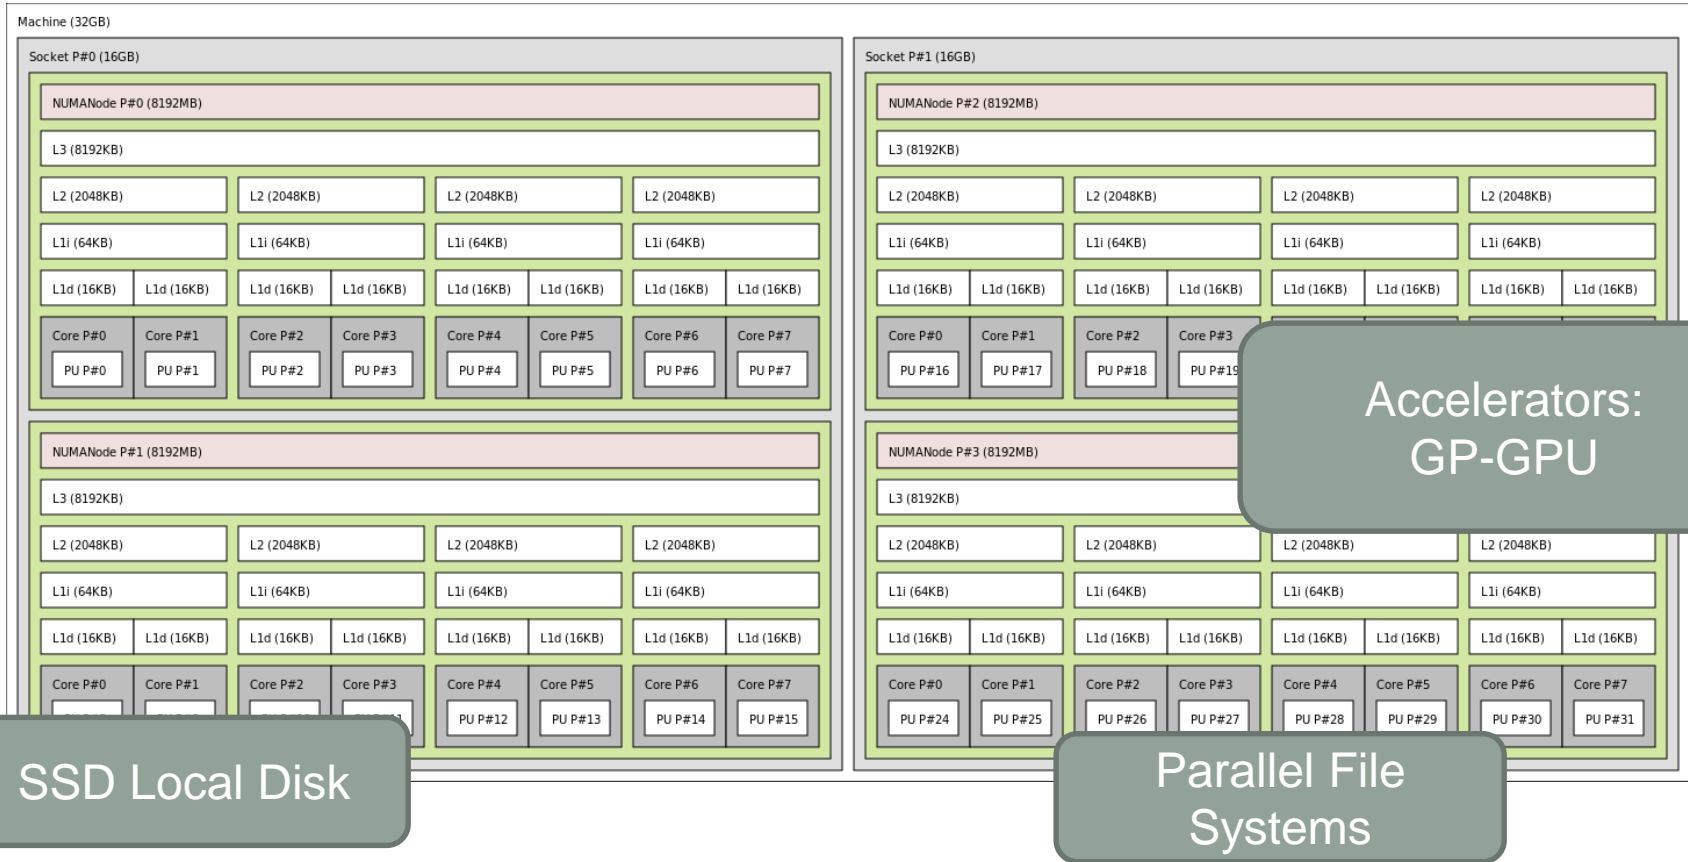 Machine (32GB)
Socket P#0 (16GB) Socket P#1 (16GB)
NUMANode P#0 (8192MB) NUMANode P#2 (8192MB)
L3 (8192KB) L3 (8192KB)
L2 (2048KB) L2 (2048KB) L2 (2048KB) L2 (2048KB) L2 (2048KB) L2 (2048KB) L2 (2048KB) L2 (2048KB)
L1i (64KB) L1i (64KB) L1i (64KB) L1i (64KB) L1i (64KB) L1i (64KB) L1i (64KB) L1i (64KB)
L1d (16KB) L1d (16KB) L1d (16KB) L1d (16KB) L1d (16KB) L1d (16KB) L1d (16KB) L1d (16KB) L1d (16KB) L1d (16KB) L1d (16KB) L1d (16KB) L1d (16KB) L1d (16KB) L1d (16KB) L1d (16KB)
Core P#0 Core P#1 Core P#2 Core P#3 Core P#4 Core P#5 Core P#6 Core P#7 Core P#0 Core P#1 Core P#2 Core P#3
PU P#0 PU P#1 PU P#2 PU P#3 PU P#4 PU P#5 PU P#6 PU P#7 PU P#16 PU P#17 PU P#18 PU P#19
Accelerators:
GP-GPU
NUMANode P#1 (8192MB) NUMANode P#3 (8192MB)
L3 (8192KB) L3 (8192KB)
L2 (2048KB) L2 (2048KB) L2 (2048KB) L2 (2048KB) L2 (2048KB) L2 (2048KB) L2 (2048KB) L2 (2048KB)
L1i (64KB) L1i (64KB) L1i (64KB) L1i (64KB) L1i (64KB) L1i (64KB) L1i (64KB) L1i (64KB)
L1d (16KB) L1d (16KB) L1d (16KB) L1d (16KB) L1d (16KB) L1d (16KB) L1d (16KB) L1d (16KB) L1d (16KB) L1d (16KB) L1d (16KB) L1d (16KB) L1d (16KB) L1d (16KB) L1d (16KB) L1d (16KB)
Core P#0 Core P#1 Core P#2 Core P#3 Core P#4 Core P#5 Core P#6 Core P#7 Core P#0 Core P#1 Core P#2 Core P#3 Core P#4 Core P#5 Core P#6 Core P#7
PU P#12 PU P#13 PU P#14 PU P#15 PU P#24 PU P#25 PU P#26 PU P#27 PU P#28 PU P#29 PU P#30 PU P#31
SSD Local Disk
Parallel File
Systems